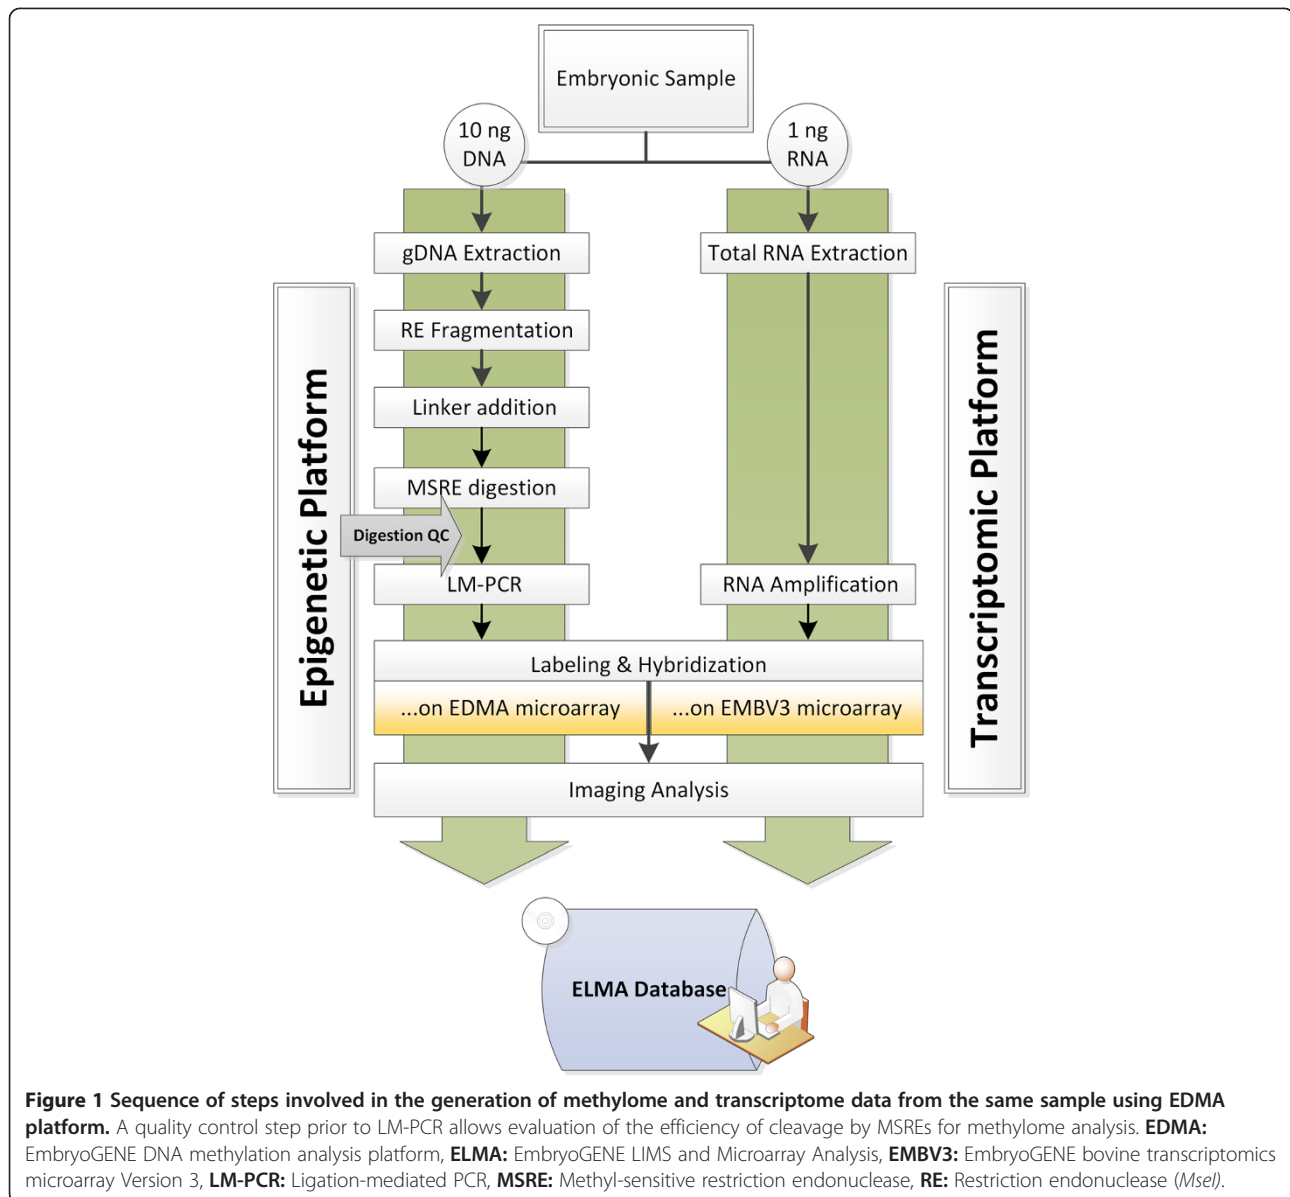 Embryonic Sample
10 ng
DNA
1 ng
RNA
gDNA Extraction
Total RNA Extraction
RE Fragmentation
Linker addition
MSRE digestion
Digestion QC
LM-PCR
RNA Amplification
Epigenetic Platform
Transcriptomic Platform
Labeling & Hybridization
...on EDMA microarray
...on EMBV3 microarray
Imaging Analysis
ELMA Database
Figure 1 Sequence of steps involved in the generation of methylome and transcriptome data from the same sample using EDMA
platform. A quality control step prior to LM-PCR allows evaluation of the efficiency of cleavage by MSREs for methylome analysis. EDMA:
EmbryoGENE DNA methylation analysis platform, ELMA: EmbryoGENE LIMS and Microarray Analysis, EMBV3: EmbryoGENE bovine transcriptomics
microarray Version 3, LM-PCR: Ligation-mediated PCR, MSRE: Methyl-sensitive restriction endonuclease, RE: Restriction endonuclease (MseI).